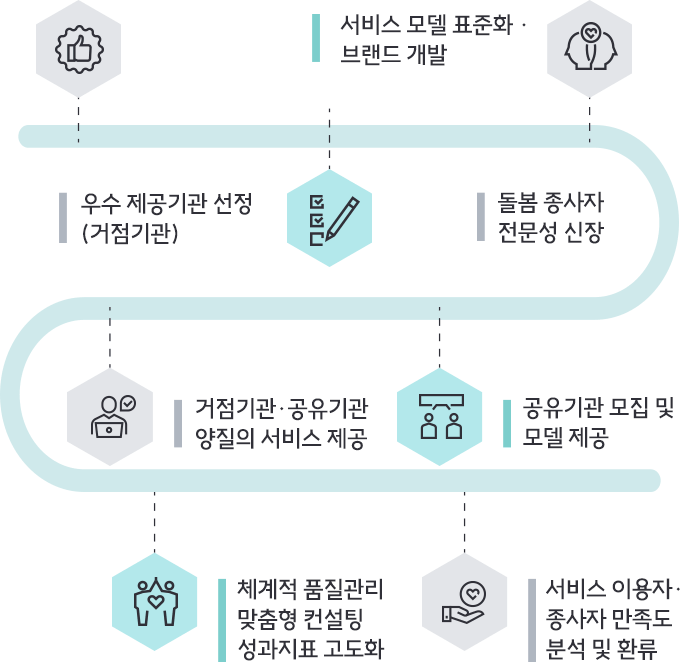 서비스 모델 표준화 ·
브랜드 개발
우수 제공기관 선정
(거점기관)
돌봄 종사자
전문성 신장
거점기관·공유기관
양질의 서비스 제공
공유기관 모집 및
모델 제공
체계적 품질관리
맞춤형 컨설팅
성과지표 고도화
서비스 이용자·
종사자 만족도
분석 및 환류